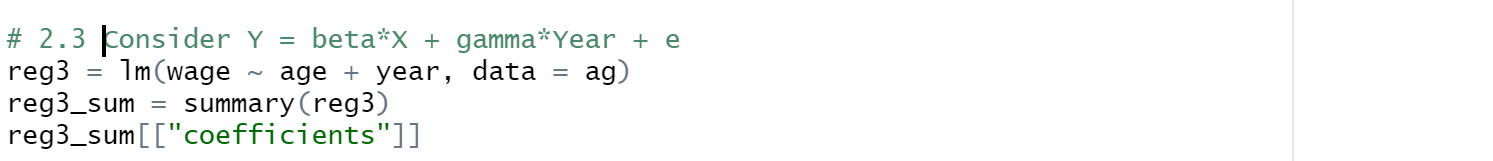 # 2.3 Consider Y = beta*X + gamma*Year + e
reg3 = lm(wage ~ age + year, data = ag)
reg3_sum = summary(reg3)
reg3_sum[["coefficients"]]